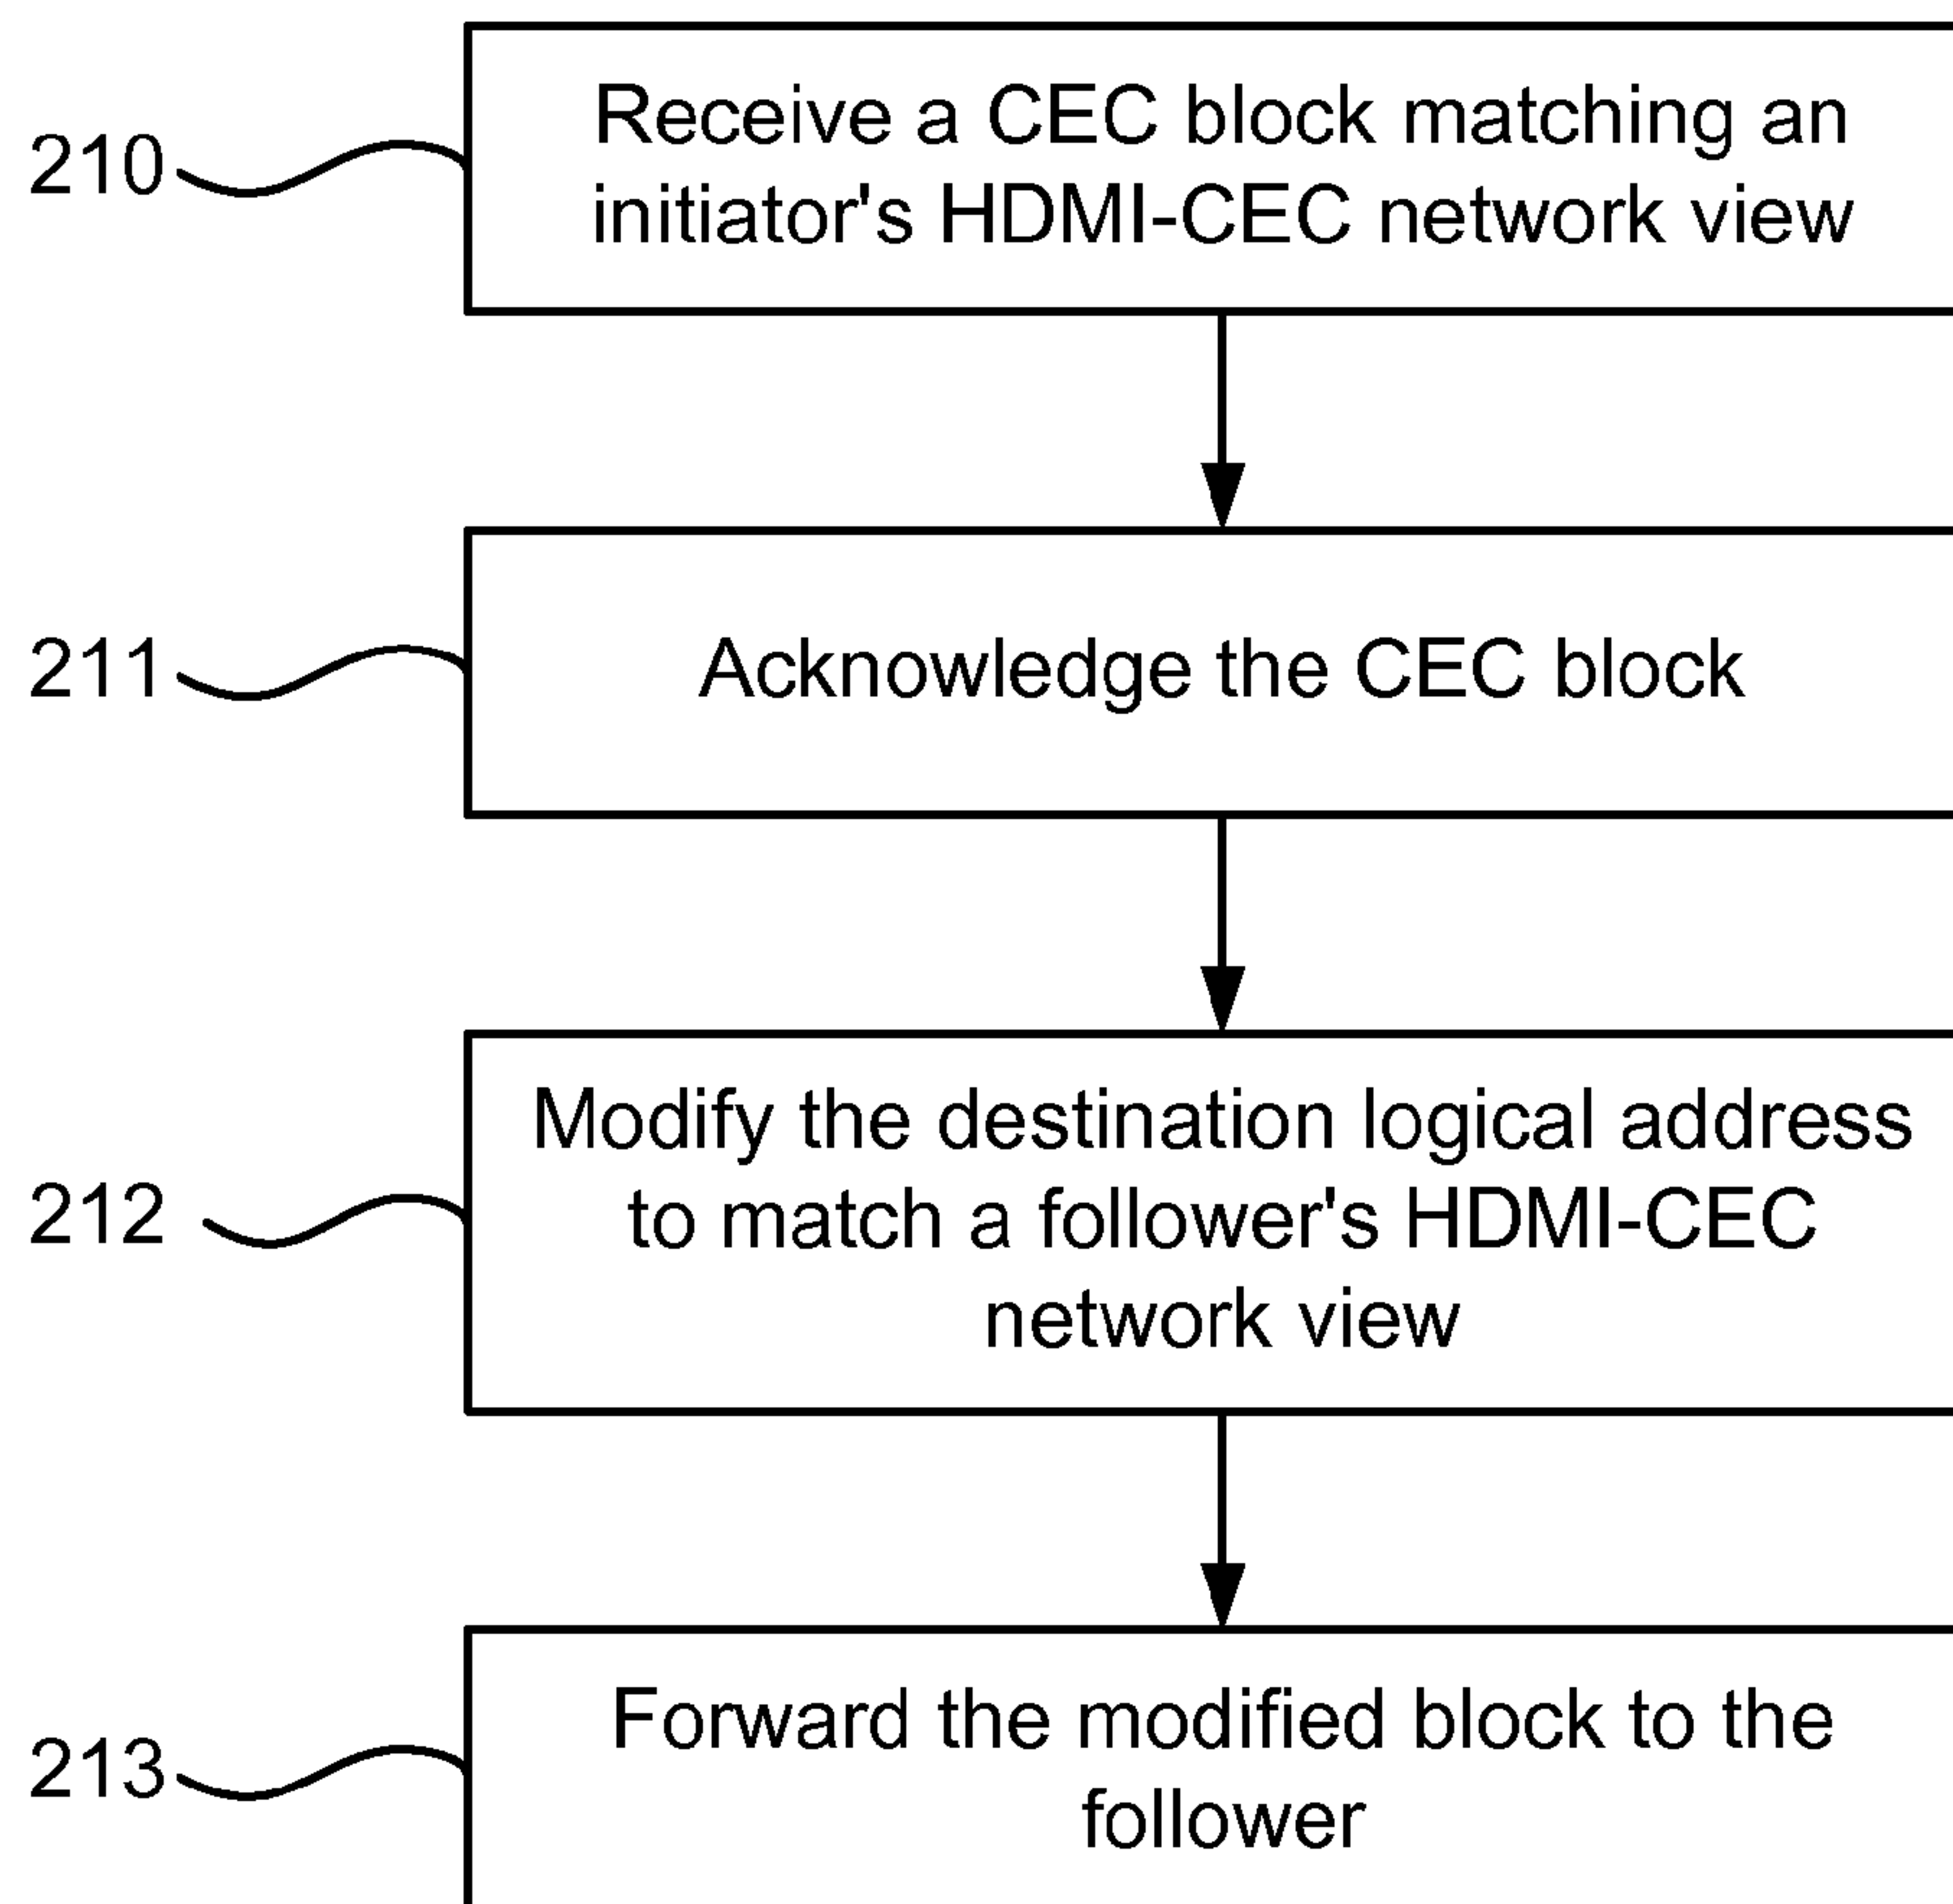 210
Receive a CEC block matching an
initiator's HDMI-CEC network view
211
Acknowledge the CEC block
212
Modify the destination logical address
to match a follower's HDMI-CEC
network view
213
Forward the modified block to the
follower